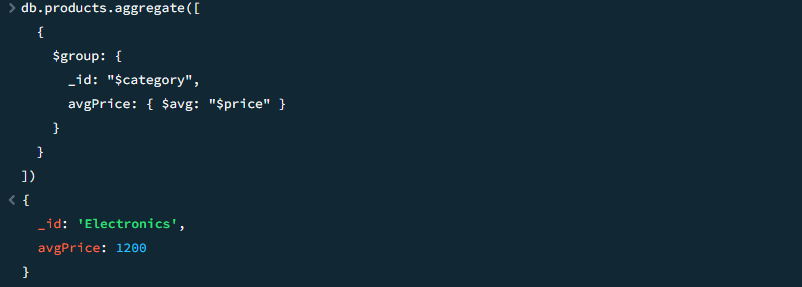 > db.products.aggregate([
{
$group: {
_id: "$category",
avgPrice: { $avg: "$price" }
}
}
])
< {
_id: 'Electronics',
avgPrice: 1200
}